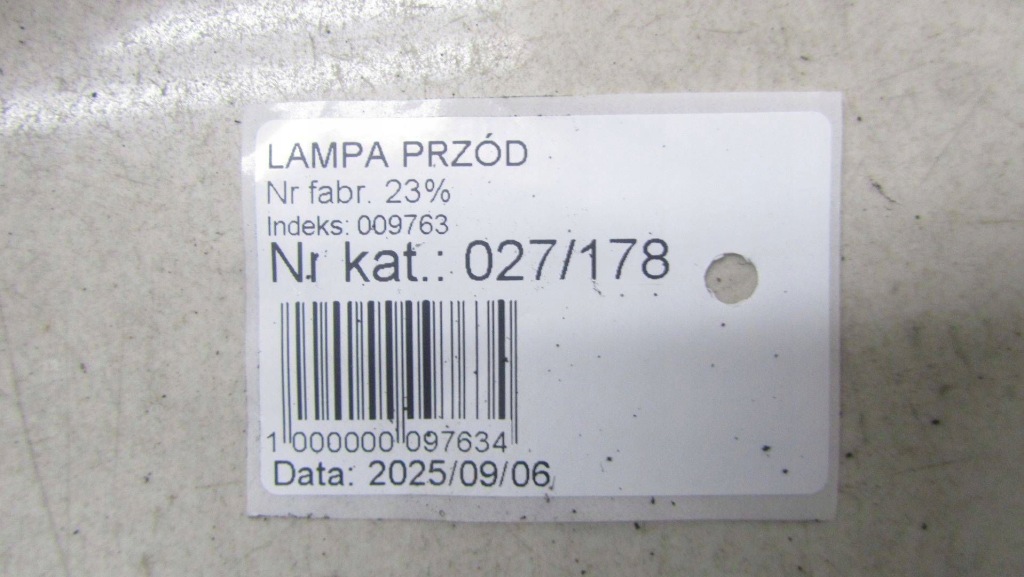 LAMPA PRZÓD
Nr fabr. 23%
Indeks: 009763
Nr kat.: 027/178
1 000000 097634
Data: 2025/09/06